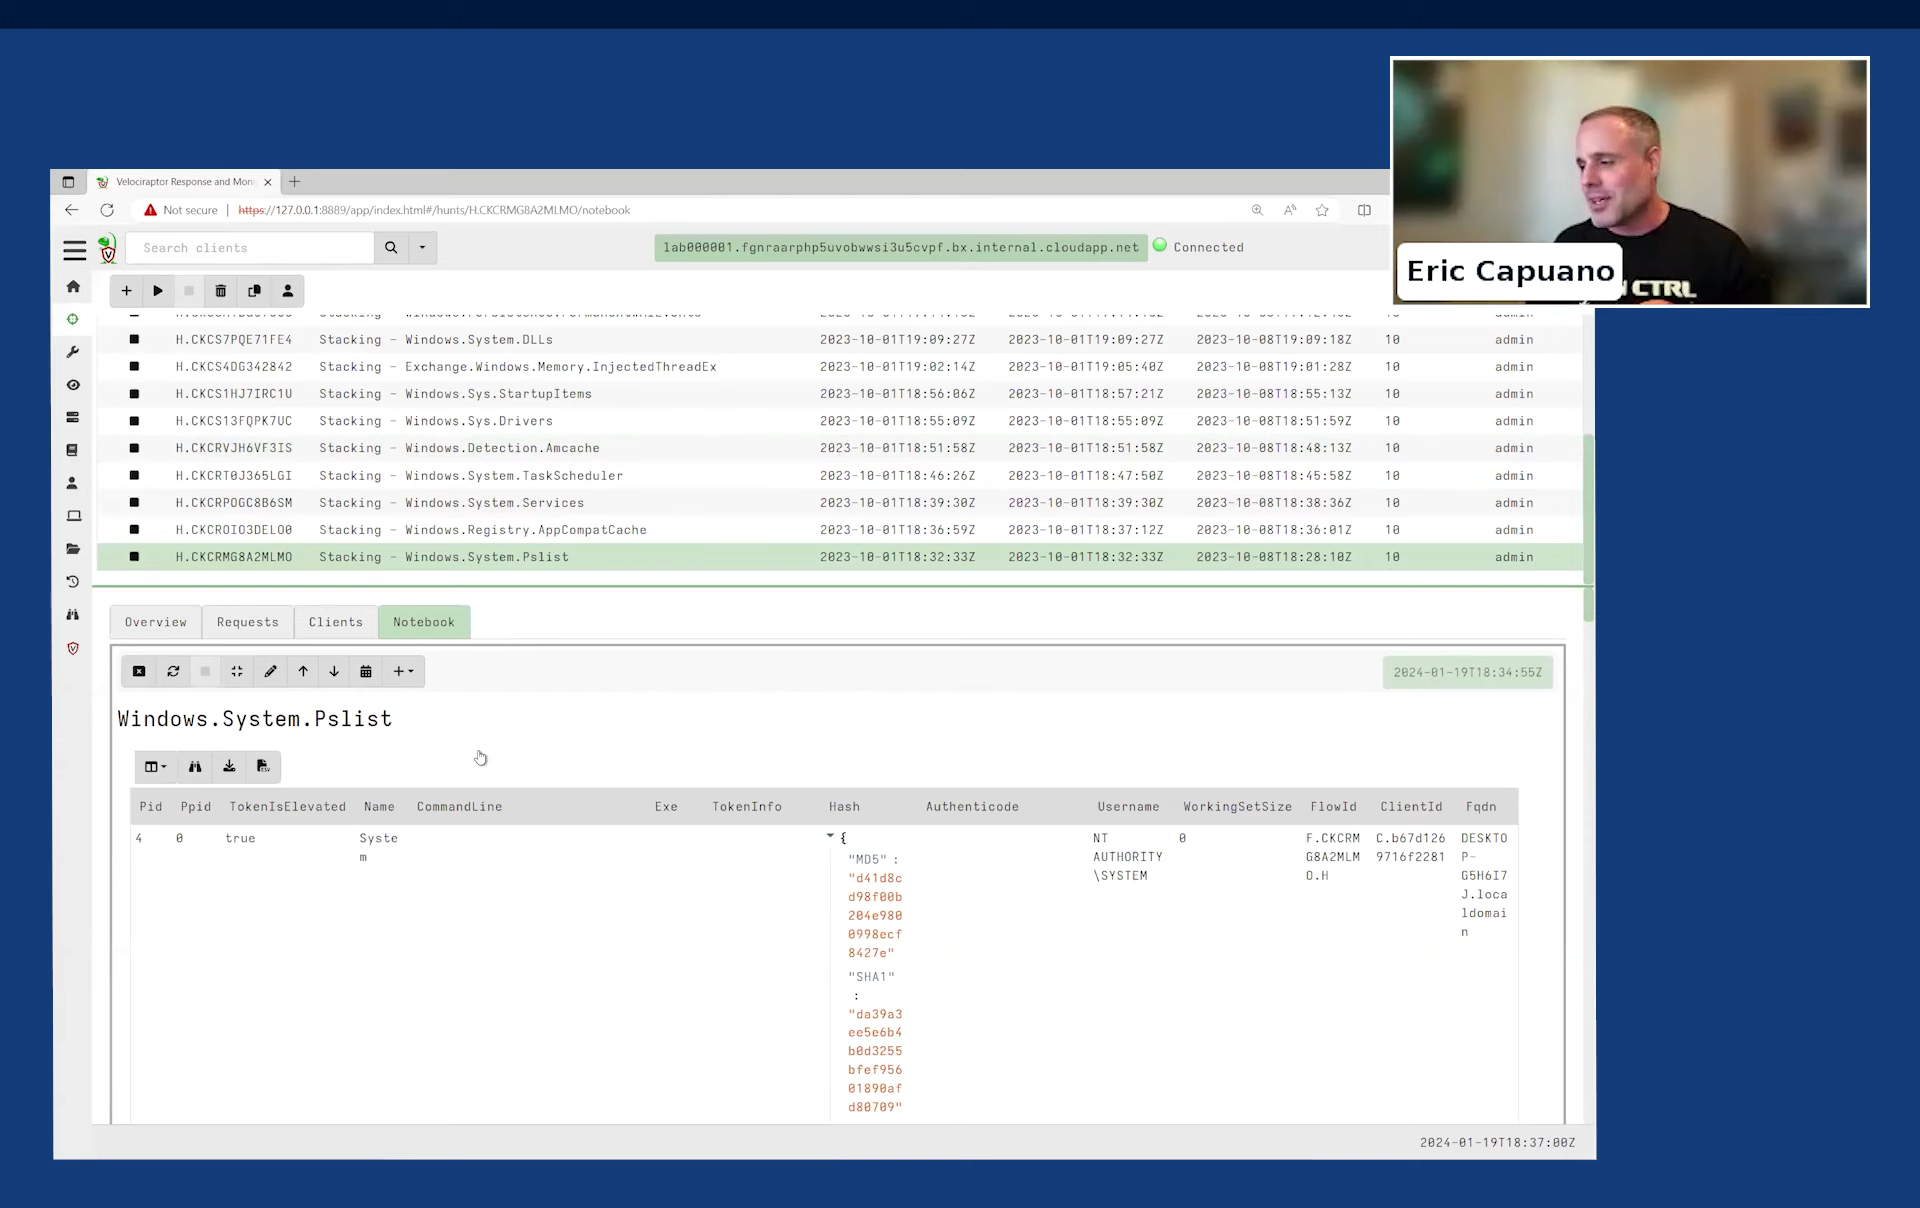 Velociraptor Response and Mon
Not secure | https://127.0.0.1:8889/app/index.html#/hunts/H.CKCRMG8A2MLMO/notebook
Search clients
lab000001.fgnraarphp5uvobwwsi3u5cvpf.bx.internal.cloudapp.net Connected
Eric Capuano
CTRL
H.CKCS7PQE71FE4 Stacking - Windows.System.DLLs 2023-10-01T19:09:27Z 2023-10-01T19:09:27Z 2023-10-08T19:09:18Z 10 admin
H.CKCS4DG342842 Stacking - Exchange.Windows.Memory.InjectedThreadEx 2023-10-01T19:02:14Z 2023-10-01T19:05:40Z 2023-10-08T19:01:28Z 10 admin
H.CKCS1HJ7IRC1U Stacking - Windows.Sys.StartupItems 2023-10-01T18:56:06Z 2023-10-01T18:57:21Z 2023-10-08T18:55:13Z 10 admin
H.CKCS13FQPK7UC Stacking - Windows.Sys.Drivers 2023-10-01T18:55:09Z 2023-10-01T18:55:09Z 2023-10-08T18:51:59Z 10 admin
H.CKCRVJH6VF3IS Stacking - Windows.Detection.Amcache 2023-10-01T18:51:58Z 2023-10-01T18:51:58Z 2023-10-08T18:48:13Z 10 admin
H.CKCRT0J365LGI Stacking - Windows.System.TaskScheduler 2023-10-01T18:46:26Z 2023-10-01T18:47:50Z 2023-10-08T18:45:58Z 10 admin
H.CKCRPOGC8B6SM Stacking - Windows.System.Services 2023-10-01T18:39:30Z 2023-10-01T18:39:30Z 2023-10-08T18:38:36Z 10 admin
H.CKCROIO3DELO0 Stacking - Windows.Registry.AppCompatCache 2023-10-01T18:36:59Z 2023-10-01T18:37:12Z 2023-10-08T18:36:01Z 10 admin
H.CKCRMG8A2MLMO Stacking - Windows.System.Pslist 2023-10-01T18:32:33Z 2023-10-01T18:32:33Z 2023-10-08T18:28:10Z 10 admin
Overview Requests Clients Notebook
2024-01-19T18:34:55Z
Windows.System.Pslist
Pid Ppid TokenIsElevated Name CommandLine Exe TokenInfo Hash Authenticode Username WorkingSetSize FlowId ClientId Fqdn
4 0 true Syste { NT 0 F.CKCRM C.b67d126 DESKTO
m "MD5" : AUTHORITY G8A2MLM 9716f2281 P-
"d41d8c \SYSTEM O.H G5H6I7
d98f00b J.loca
204e980 ldomai
0998ecf n
8427e"
"SHA1"
:
"da39a3
ee5e6b4
b0d3255
bfef956
01890af
d80709"
2024-01-19T18:37:00Z